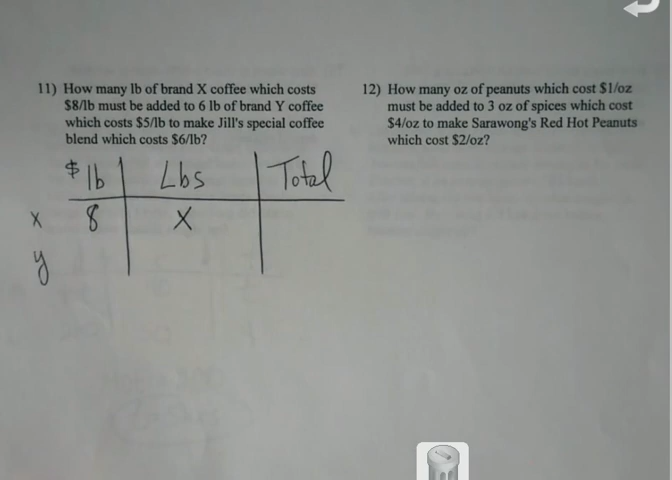 11) How many lb of brand X coffee which costs
$8/lb must be added to 6 lb of brand Y coffee
which costs $5/lb to make Jill's special coffee
blend which costs $6/lb?
$ lb Lbs Total
x 8 X
y
12) How many oz of peanuts which cost $1/oz
must be added to 3 oz of spices which cost
$4/oz to make Sarawong's Red Hot Peanuts
which cost $2/oz?